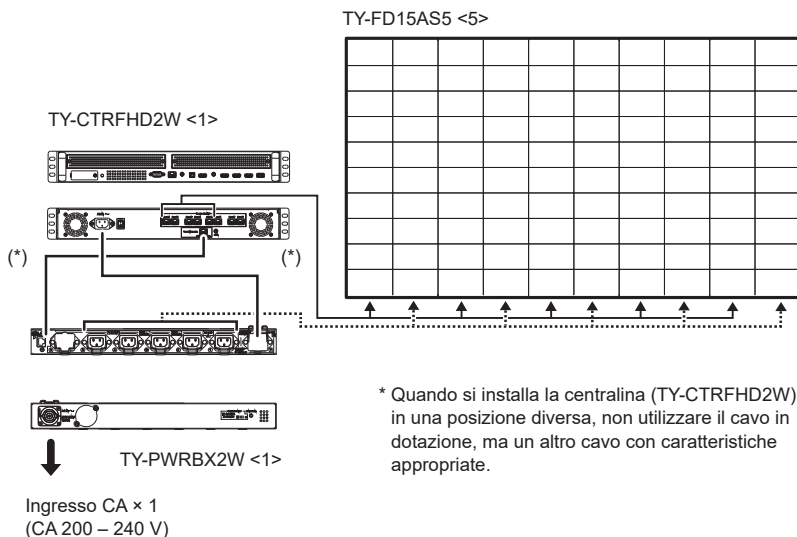 TY-FD15AS5 <5>
TY-CTRFHD2W <1>
(*)
(*)
* Quando si installa la centralina (TY-CTRFHD2W)
in una posizione diversa, non utilizzare il cavo in
dotazione, ma un altro cavo con caratteristiche
appropriate.
TY-PWRBX2W <1>
Ingresso CA × 1
(CA 200 – 240 V)